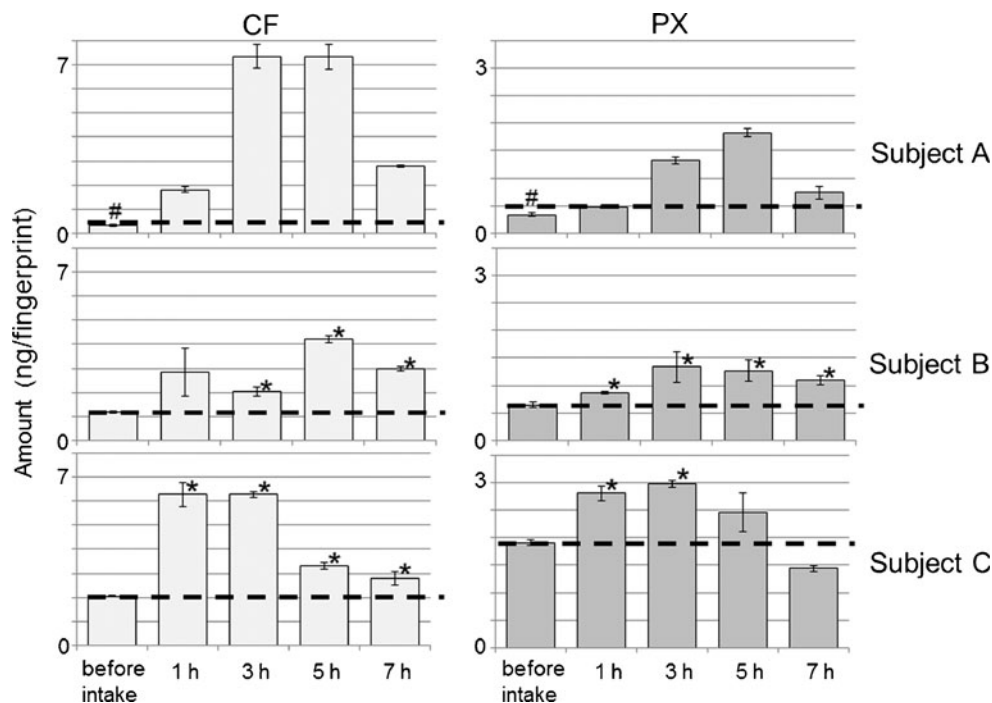 CF
PX
Amount (ng/fingerprint)
7
0
#
3
0
#
Subject A
7
0
*
*
*
3
0
*
*
*
*
Subject B
7
0
*
*
*
*
3
0
*
*
Subject C
before intake
1 h
3 h
5 h
7 h
before intake
1 h
3 h
5 h
7 h